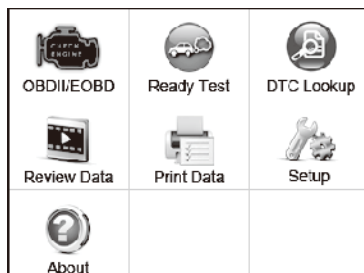 CHECK
ENGINE
OBDII/EOBD
Ready Test
DTC Lookup
Review Data
Print Data
Setup
About